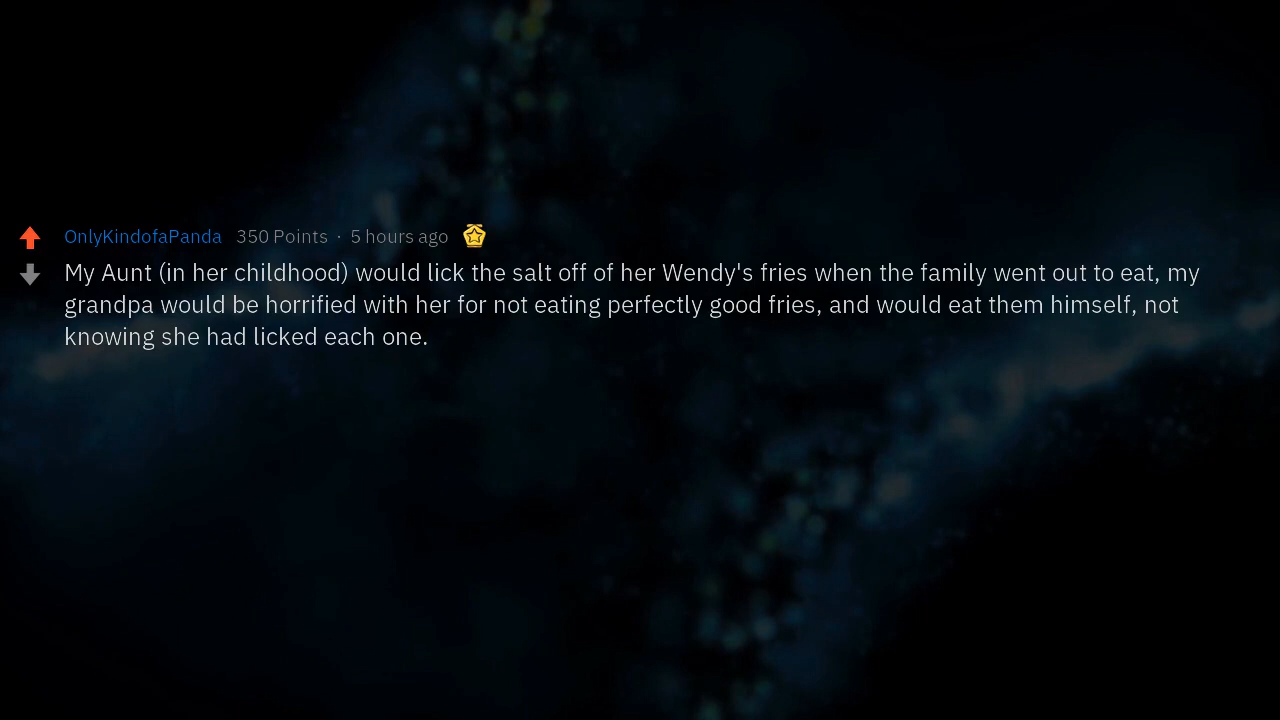 OnlyKindofaPanda 350 Points · 5 hours ago
My Aunt (in her childhood) would lick the salt off of her Wendy's fries when the family went out to eat, my
grandpa would be horrified with her for not eating perfectly good fries, and would eat them himself, not
knowing she had licked each one.